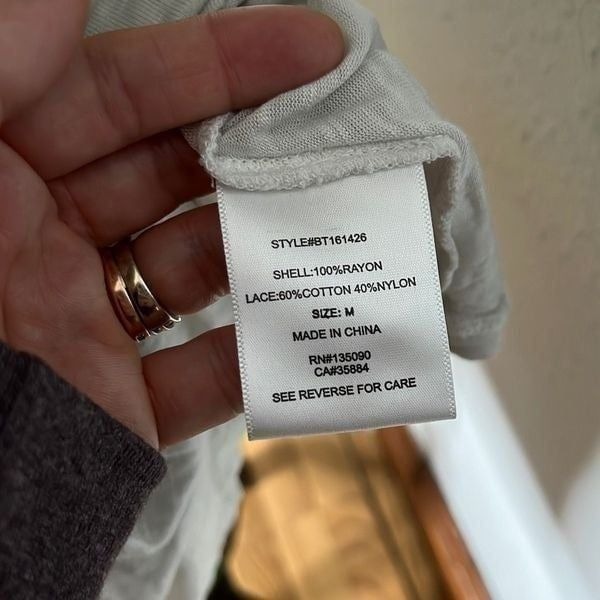 STYLE#BT161426
SHELL:100%RAYON
LACE:60%COTTON 40%NYLON
SIZE: M
MADE IN CHINA
RN#135090
CA#35884
SEE REVERSE FOR CARE